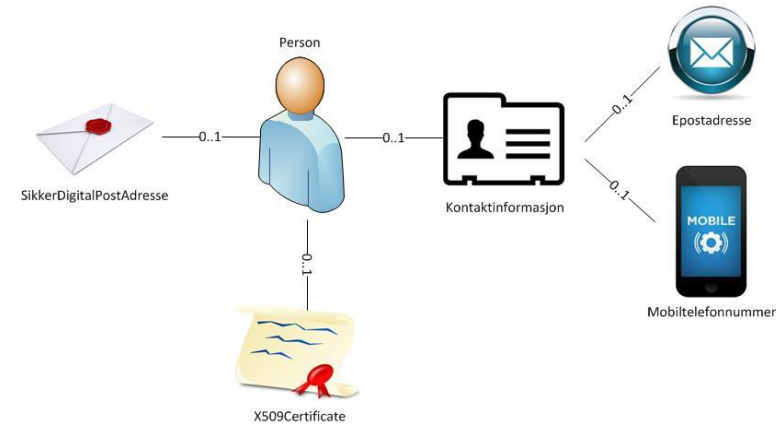 Person
0..1
SikkerDigitalPostAdresse
0..1
Kontaktinformasjon
0..1
Epostadresse
0..1
MOBILE
Mobiltelefonnummer
0..1
X509Certificate